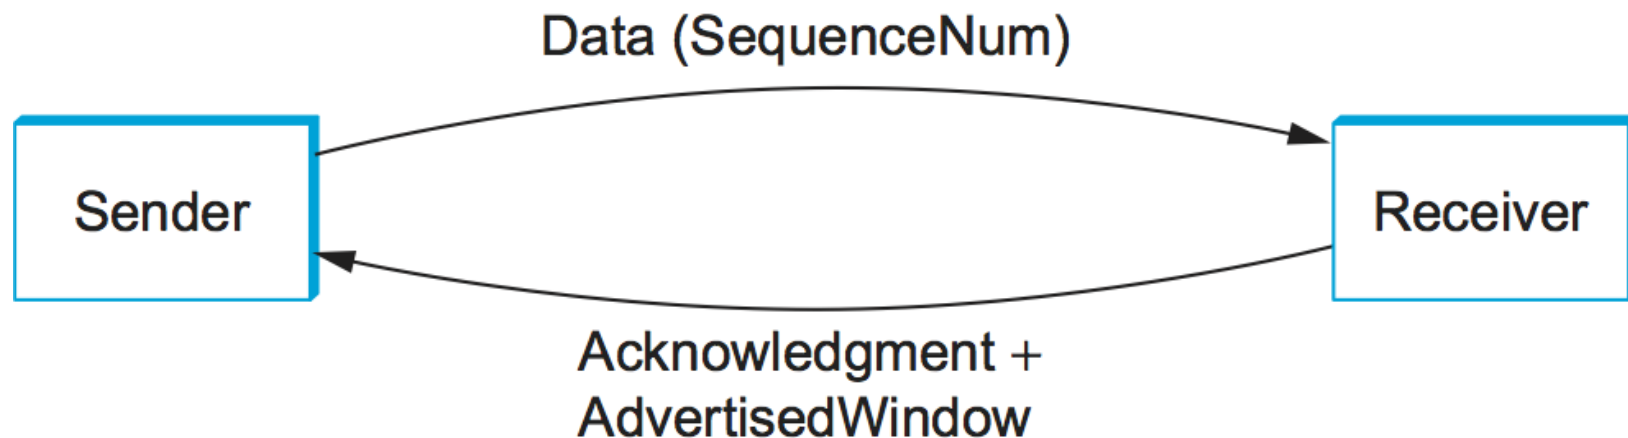 Data (SequenceNum)
Sender
Receiver
Acknowledgment +
AdvertisedWindow